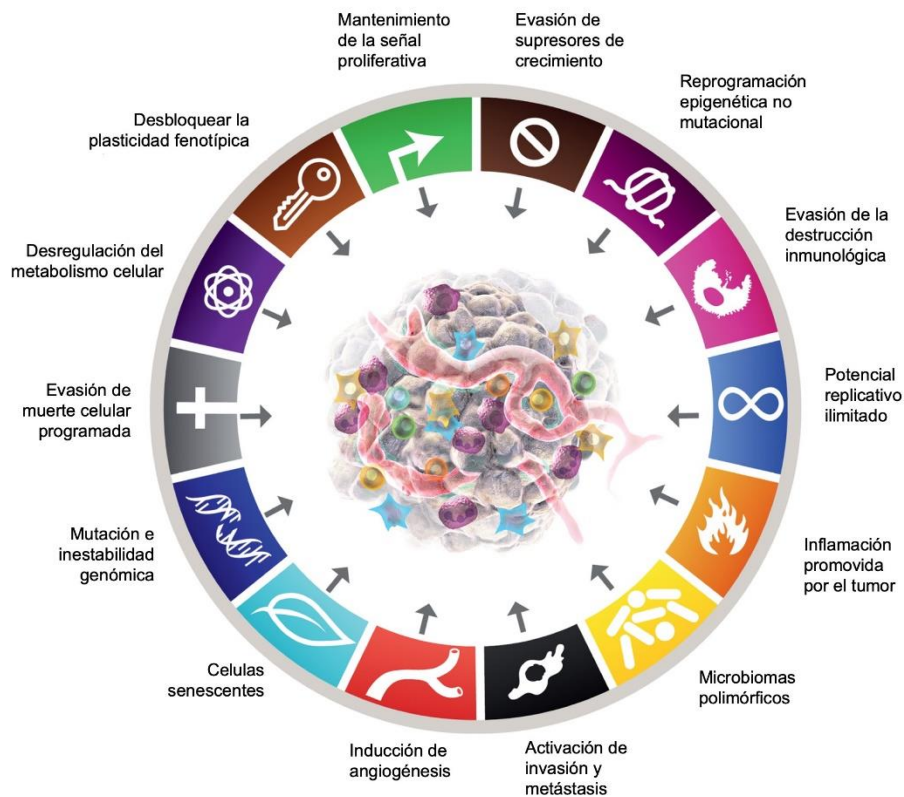 Mantenimiento
de la señal
proliferativa
Evasión de
supresores de
crecimiento
Reprogramación
epigenética no
mutacional
Evasión de la
destrucción
inmunológica
Potencial
replicativo
ilimitado
Inflamación
promovida
por el tumor
Microbiomas
polimórficos
Activación de
invasión y
metástasis
Inducción de
angiogénesis
Celulas
senescentes
Mutación e
inestabilidad
genómica
Evasión de
muerte celular
programada
Desregulación del
metabolismo celular
Desbloquear la
plasticidad fenotípica